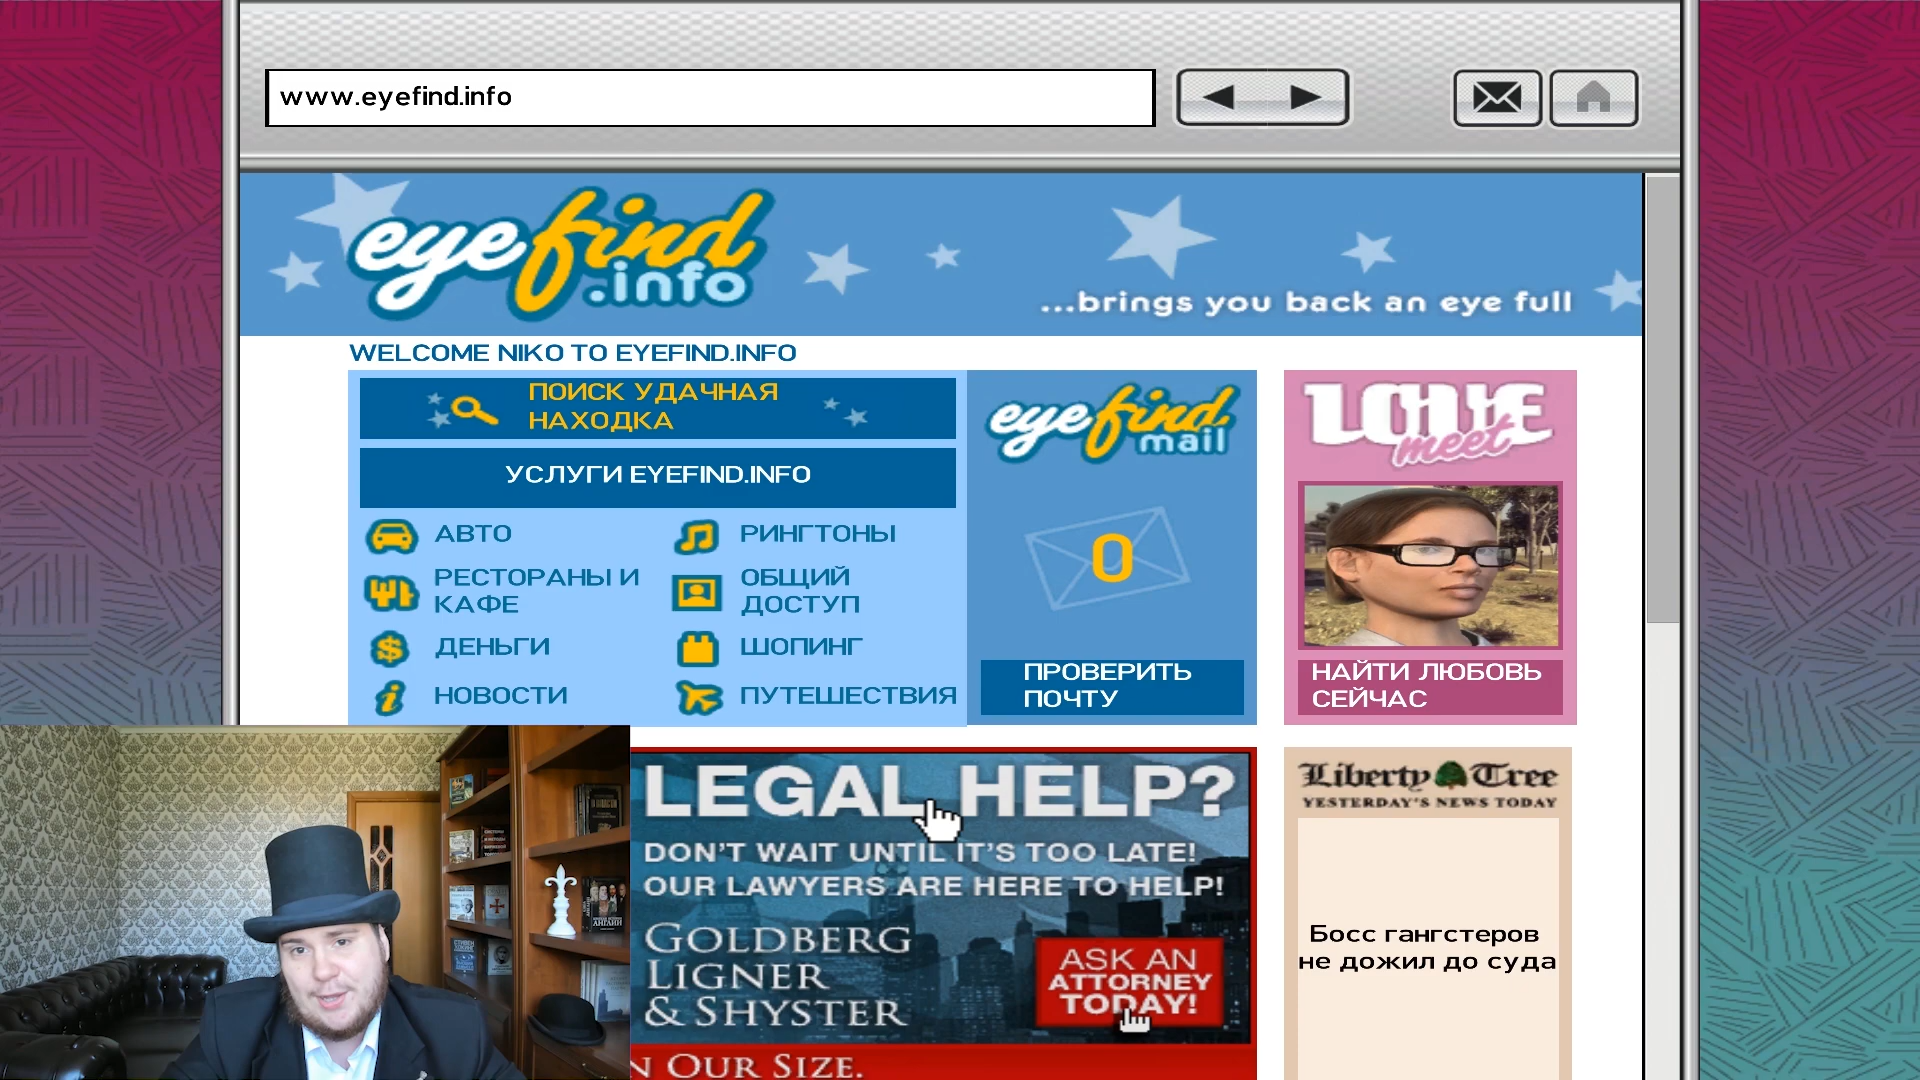 www.eyefind.info
eyefind
.info
...brings you back an eye full
WELCOME NIKO TO EYEFIND.INFO
ПОИСК УДАЧНАЯ
НАХОДКА
УСЛУГИ EYEFIND.INFO
АВТО
РИНГТОНЫ
РЕСТОРАНЫ И
КАФЕ
ОБЩИЙ
ДОСТУП
ДЕНЬГИ
ШОПИНГ
НОВОСТИ
ПУТЕШЕСТВИЯ
eyefind
mail
0
ПРОВЕРИТЬ
ПОЧТУ
LOVE
meet
НАЙТИ ЛЮБОВЬ
СЕЙЧАС
LEGAL HELP?
DON'T WAIT UNTIL IT'S TOO LATE!
OUR LAWYERS ARE HERE TO HELP!
GOLDBERG
LIGNER
& SHYSTER
ASK AN
ATTORNEY
TODAY!
N OUR SIZE.
Liberty Tree
YESTERDAY'S NEWS TODAY
Босс гангстеров
не дожил до суда